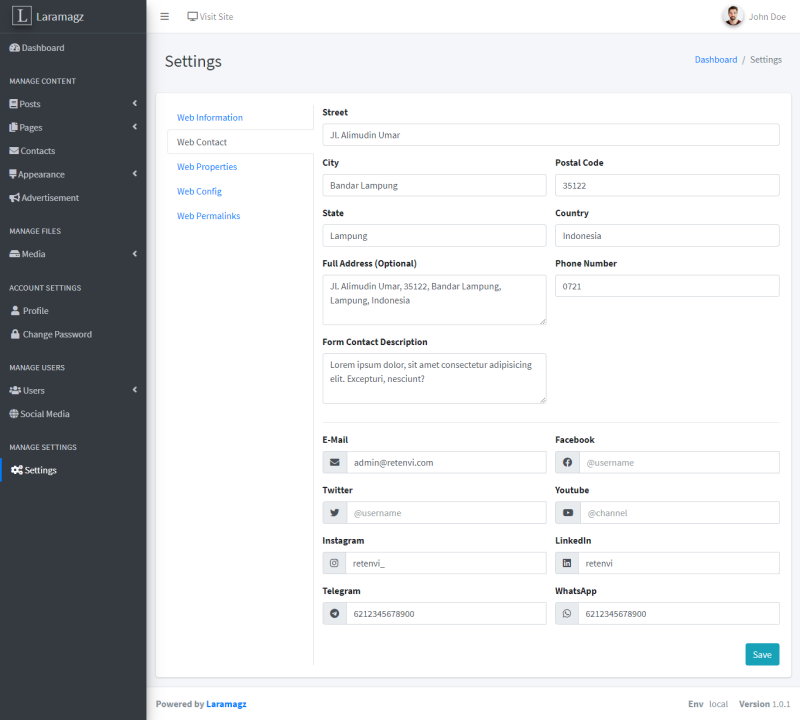 L Laramagz
Visit Site
John Doe
Dashboard
MANAGE CONTENT
Posts
Pages
Contacts
Appearance
Advertisement
MANAGE FILES
Media
ACCOUNT SETTINGS
Profile
Change Password
MANAGE USERS
Users
Social Media
MANAGE SETTINGS
Settings
Settings
Dashboard / Settings
Web Information
Web Contact
Web Properties
Web Config
Web Permalinks
Street
Jl. Alimudin Umar
City
Bandar Lampung
Postal Code
35122
State
Lampung
Country
Indonesia
Full Address (Optional)
Jl. Alimudin Umar, 35122, Bandar Lampung,
Lampung, Indonesia
Phone Number
0721
Form Contact Description
Lorem ipsum dolor, sit amet consectetur adipisicing
elit. Excepturi, nesciunt?
E-Mail
admin@retenvi.com
Facebook
@username
Twitter
@username
Youtube
@channel
Instagram
retenvi_
LinkedIn
retenvi
Telegram
6212345678900
WhatsApp
6212345678900
Save
Powered by Laramagz
Env local Version 1.0.1